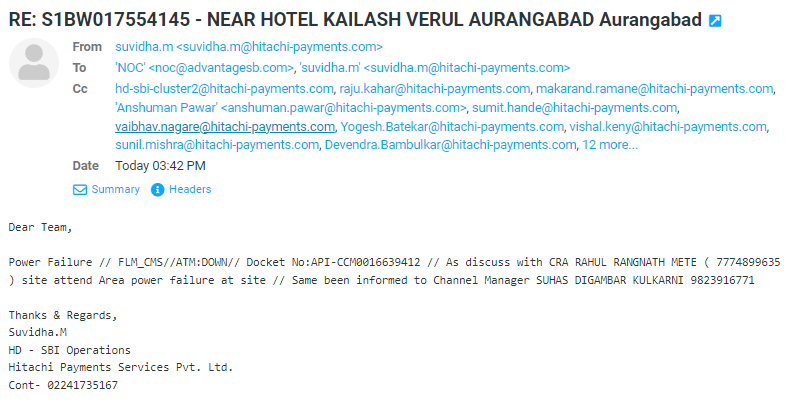 RE: S1BW017554145 - NEAR HOTEL KAILASH VERUL AURANGABAD Aurangabad
From suvidha.m <suvidha.m@hitachi-payments.com>
To 'NOC' <noc@advantagesb.com>, 'suvidha.m' <suvidha.m@hitachi-payments.com>
Cc hd-sbi-cluster2@hitachi-payments.com, raju.kahar@hitachi-payments.com, makarand.ramane@hitachi-payments.com,
'Anshuman Pawar' <anshuman.pawar@hitachi-payments.com>, sumit.hande@hitachi-payments.com,
vaibhav.nagare@hitachi-payments.com, Yogesh.Batekar@hitachi-payments.com, vishal.keny@hitachi-payments.com,
sunil.mishra@hitachi-payments.com, Devendra.Bambulkar@hitachi-payments.com, 12 more...
Date Today 03:42 PM
Summary Headers
Dear Team,
Power Failure // FLM_CMS//ATM:DOWN// Docket No:API-CCM0016639412 // As discuss with CRA RAHUL RANGNATH METE ( 7774899635
) site attend Area power failure at site // Same been informed to Channel Manager SUHAS DIGAMBAR KULKARNI 9823916771
Thanks & Regards,
Suvidha.M
HD - SBI Operations
Hitachi Payments Services Pvt. Ltd.
Cont- 02241735167